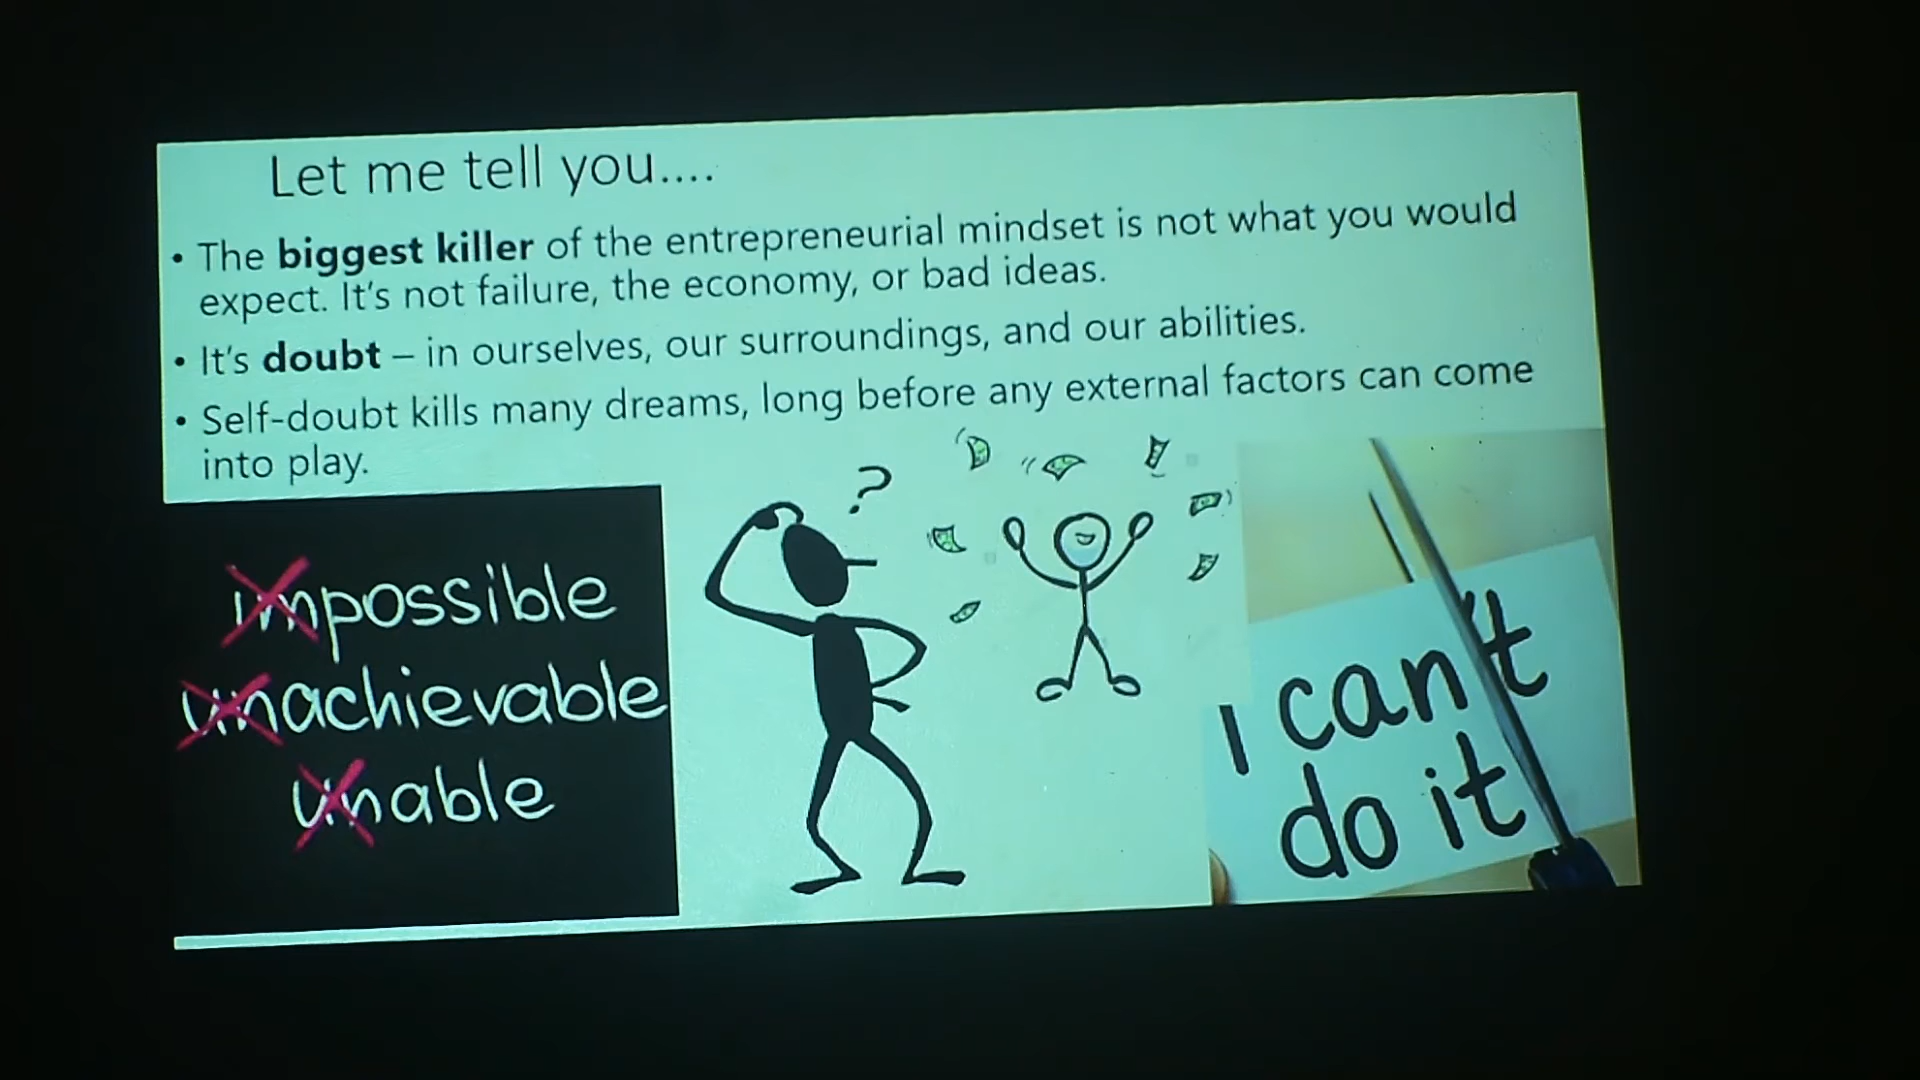 Let me tell you....
• The biggest killer of the entrepreneurial mindset is not what you would
expect. It's not failure, the economy, or bad ideas.
• It's doubt – in ourselves, our surroundings, and our abilities.
• Self-doubt kills many dreams, long before any external factors can come
into play.
impossible
unachievable
unable
?
I can't
do it